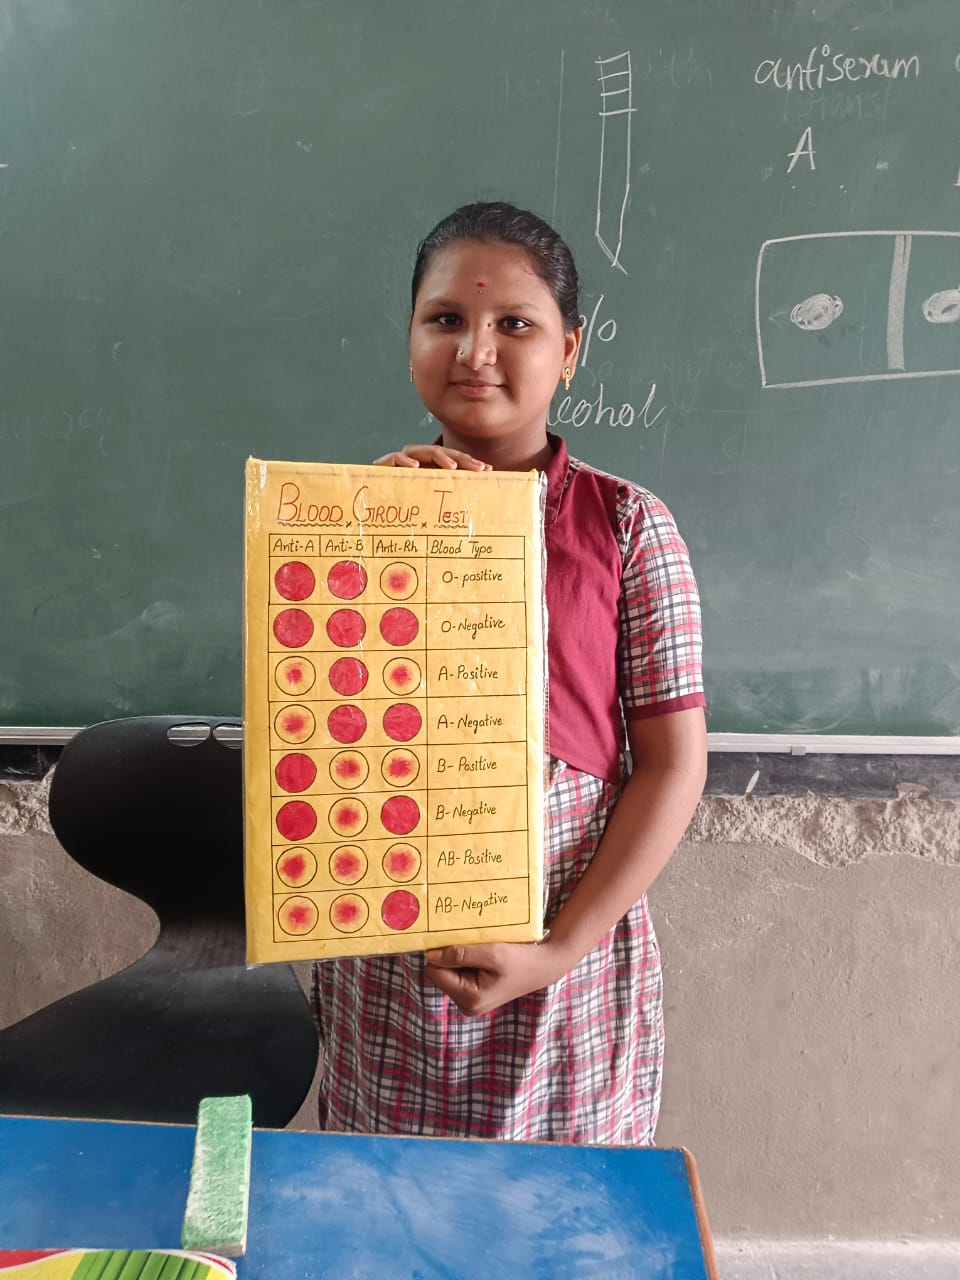 antiserum
A
%
BLOOD GROUP TEST
Anti-A Anti-B Anti-Rh Blood Type
O-positive
O-Negative
A-Positive
A-Negative
B-Positive
B-Negative
AB-Positive
AB-Negative